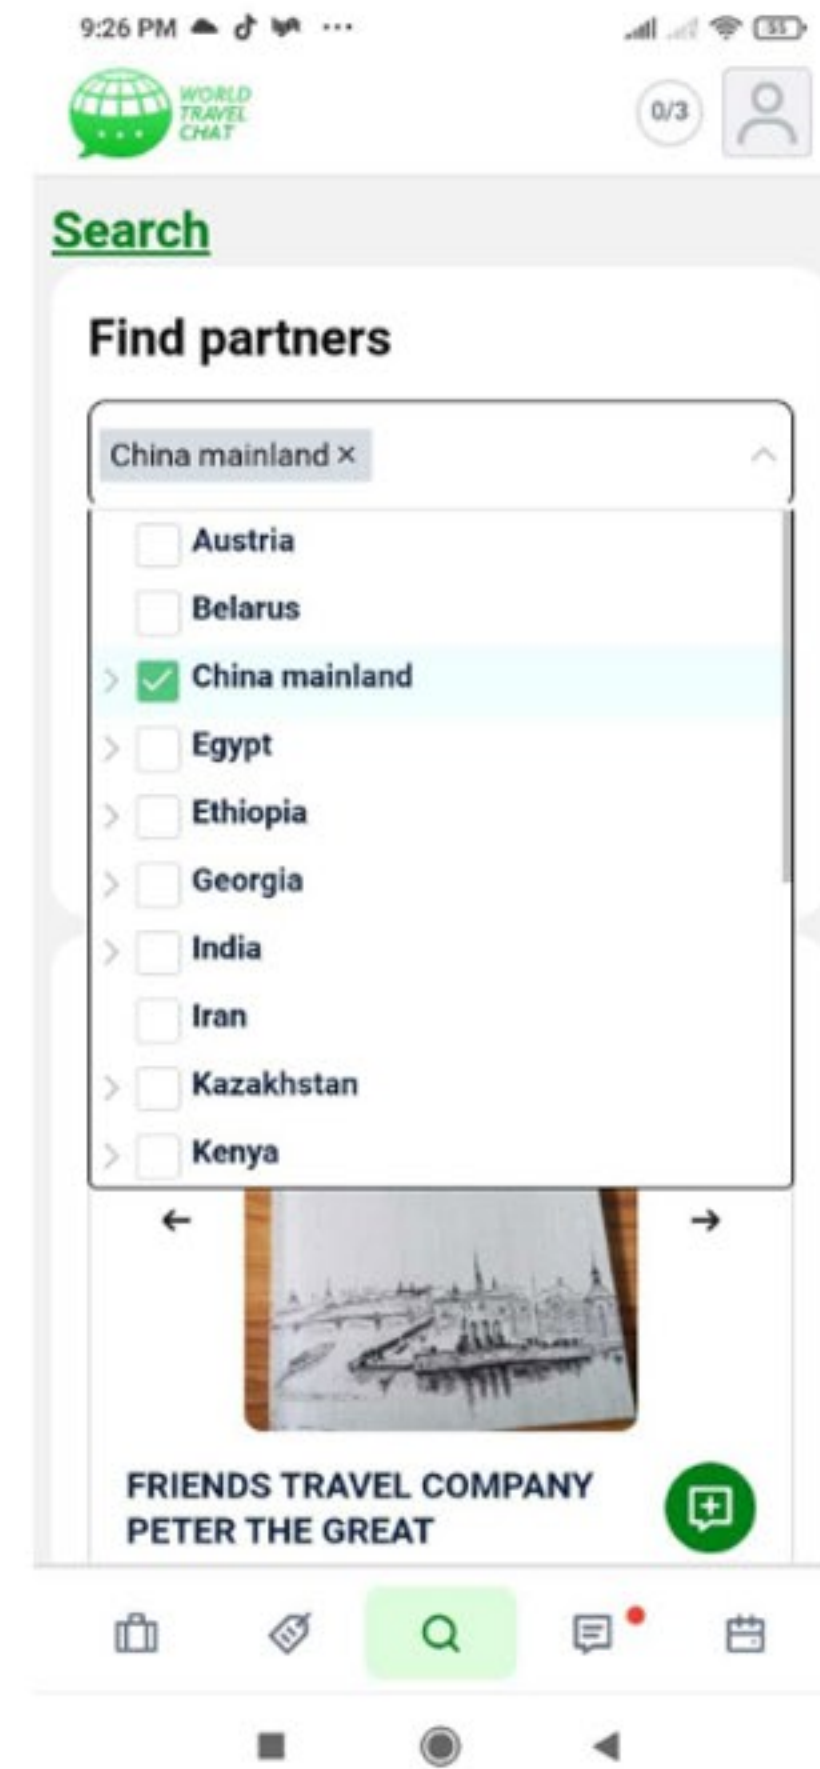 9:26 PM
55
WORLD
TRAVEL
CHAT
0/3
Search
Find partners
China mainland ×
Austria
Belarus
China mainland
Egypt
Ethiopia
Georgia
India
Iran
Kazakhstan
Kenya
FRIENDS TRAVEL COMPANY
PETER THE GREAT